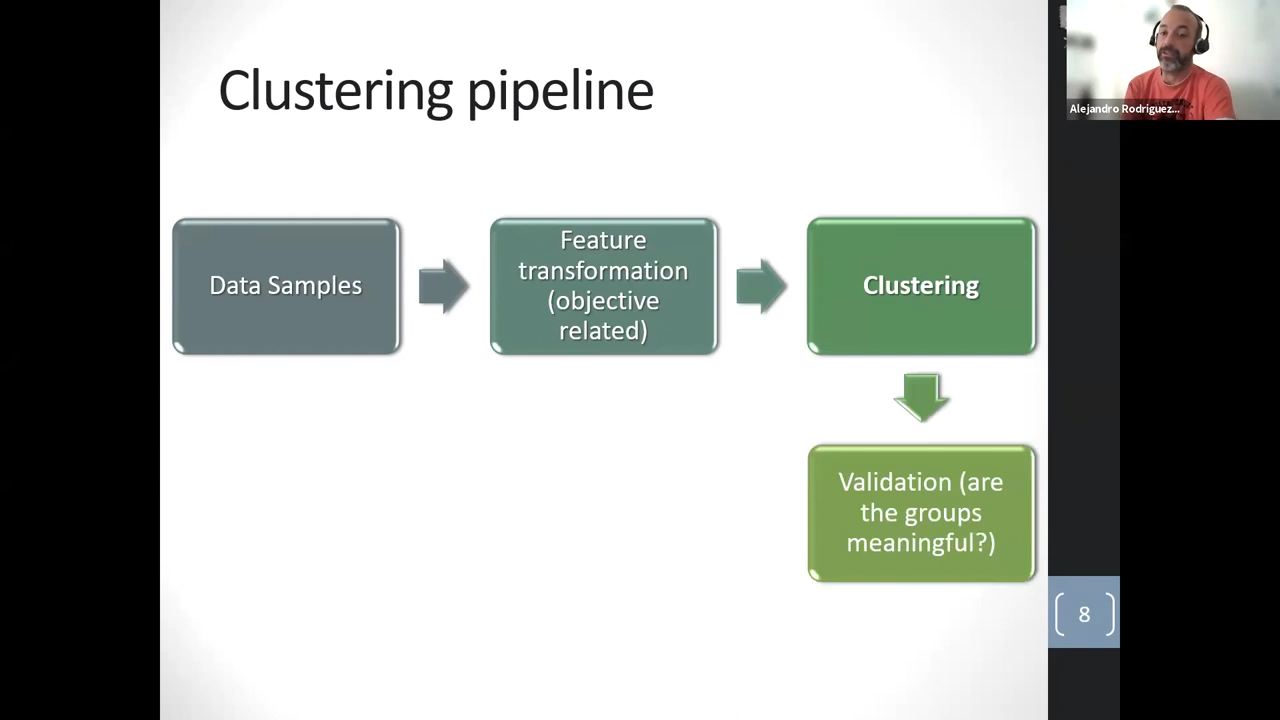 Clustering pipeline
Alejandro Rodriguez...
Data Samples
Feature
transformation
(objective
related)
Clustering
Validation (are
the groups
meaningful?)
8